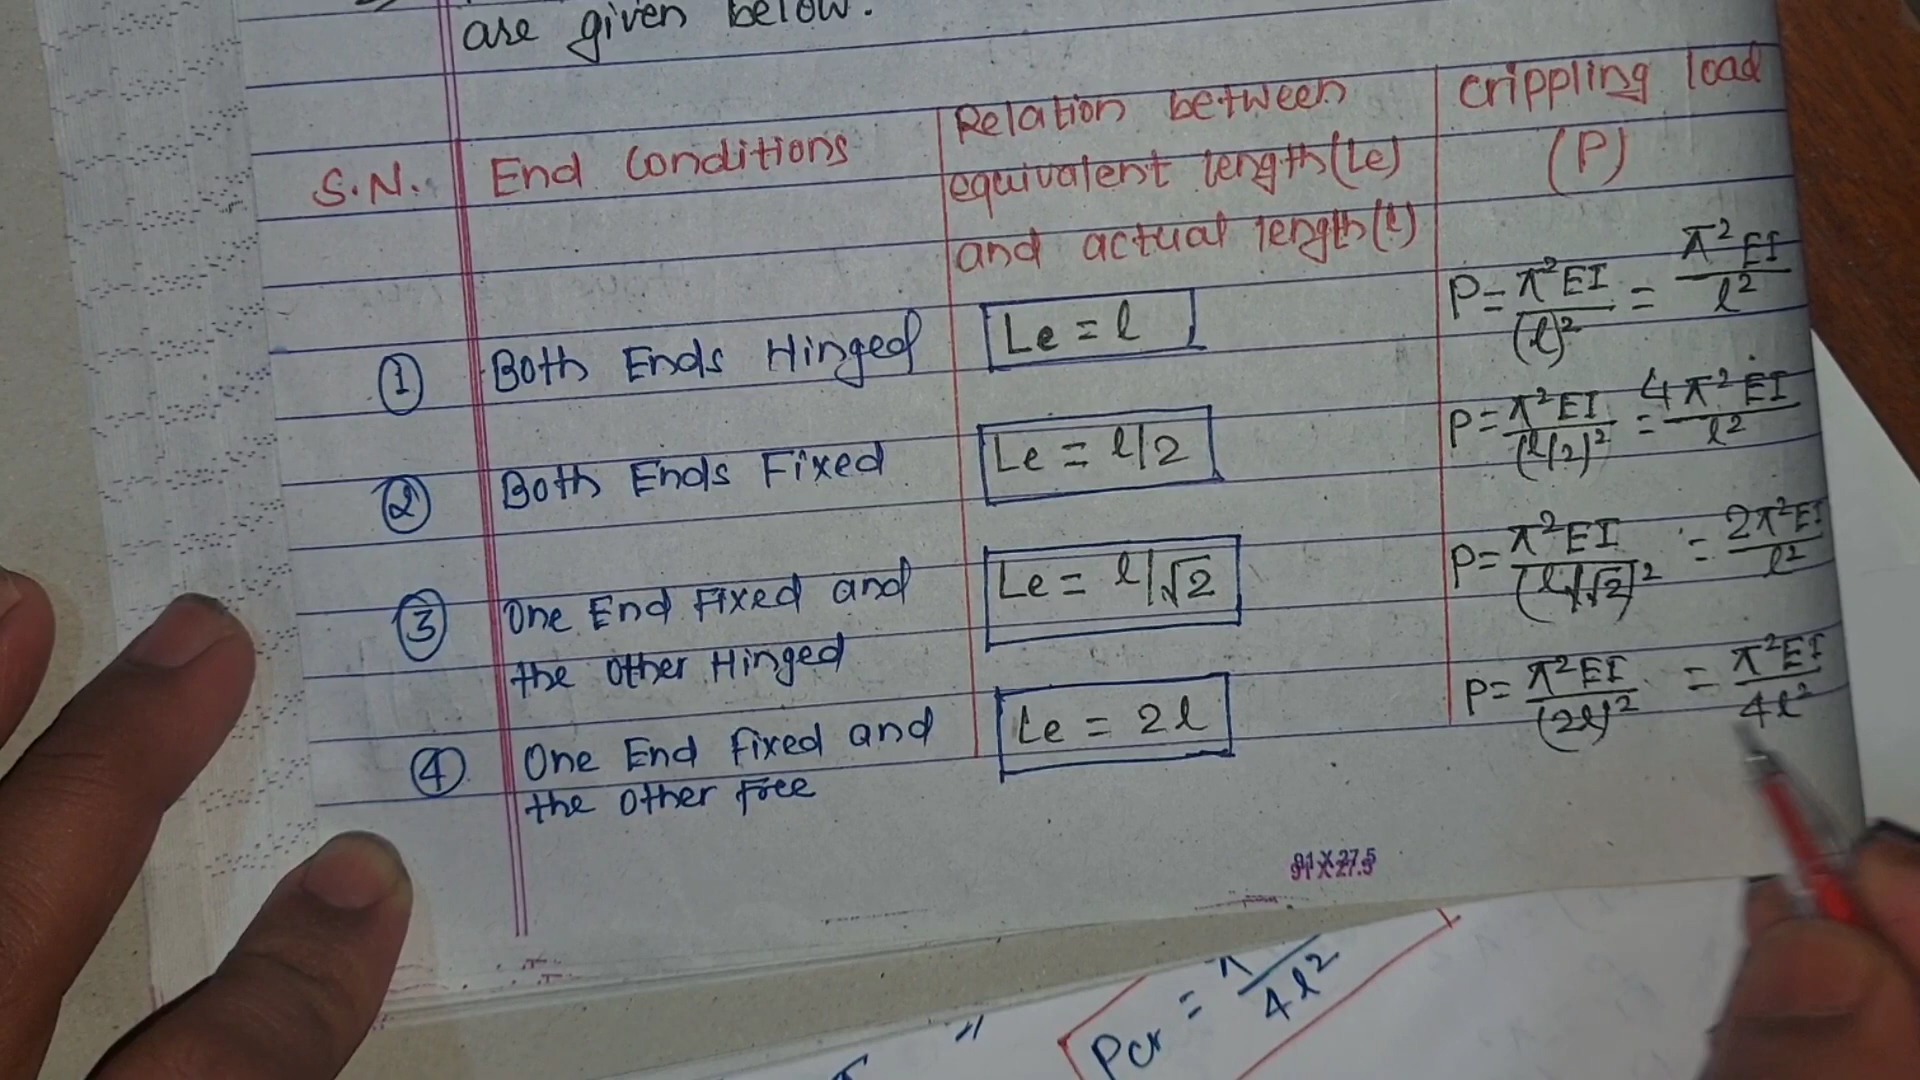 are given below.
S.N. End Conditions Relation between equivalent length(Le) and actual length(l) Crippling load (P)
① Both Ends Hinged Le = l P = π²EI/(l)² = π²EI/l²
② Both Ends Fixed Le = l/2 P = π²EI/(l/2)² = 4π²EI/l²
③ One End Fixed and Le = l/√2 P = π²EI/(l/√2)² = 2π²EI/l²
the other Hinged
④ One End Fixed and Le = 2l P = π²EI/(2l)² = π²EI/4l²
the other Free
91X27.5
Pcr = π/4l²